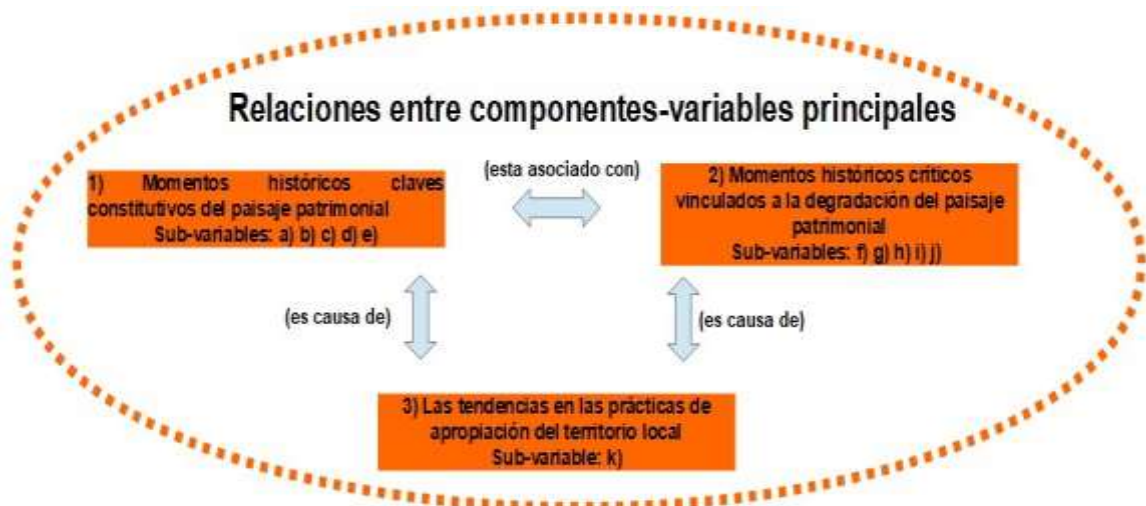 Relaciones entre componentes-variables principales
1) Momentos históricos claves
constitutivos del paisaje patrimonial
Sub-variables: a) b) c) d) e)
(esta asociado con)
2) Momentos históricos críticos
vinculados a la degradación del paisaje
patrimonial
Sub-variables: f) g) h) i) j)
(es causa de)
(es causa de)
3) Las tendencias en las prácticas de
apropiación del territorio local
Sub-variable: k)